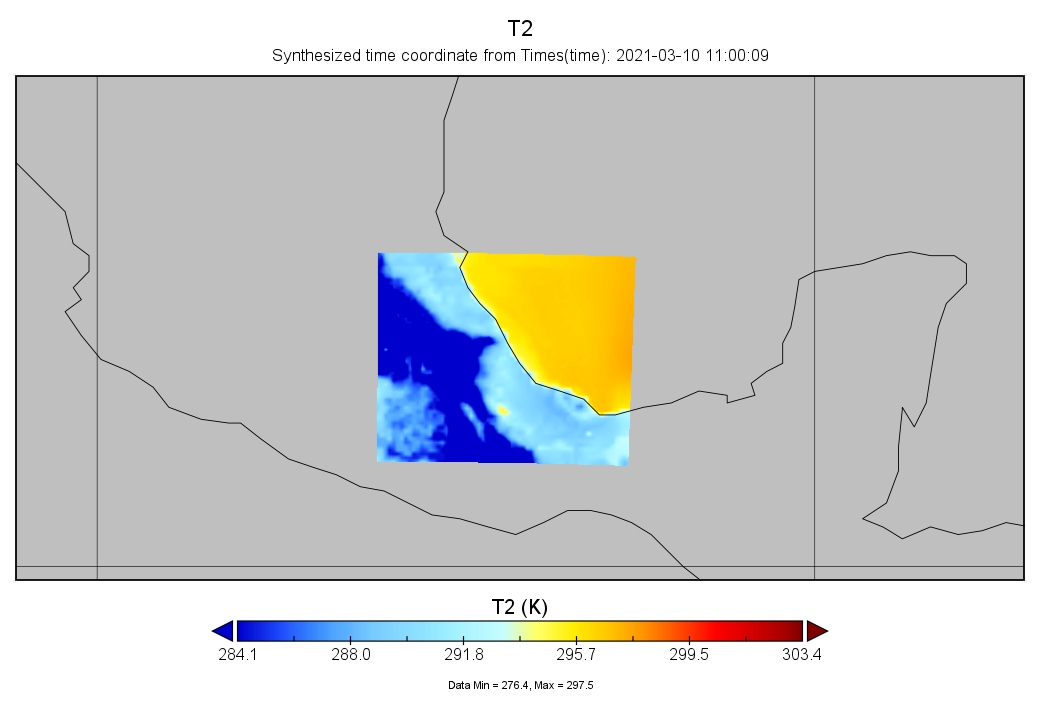 T2
Synthesized time coordinate from Times(time): 2021-03-10 11:00:09
T2 (K)
284.1 288.0 291.8 295.7 299.5 303.4
Data Min = 276.4, Max = 297.5